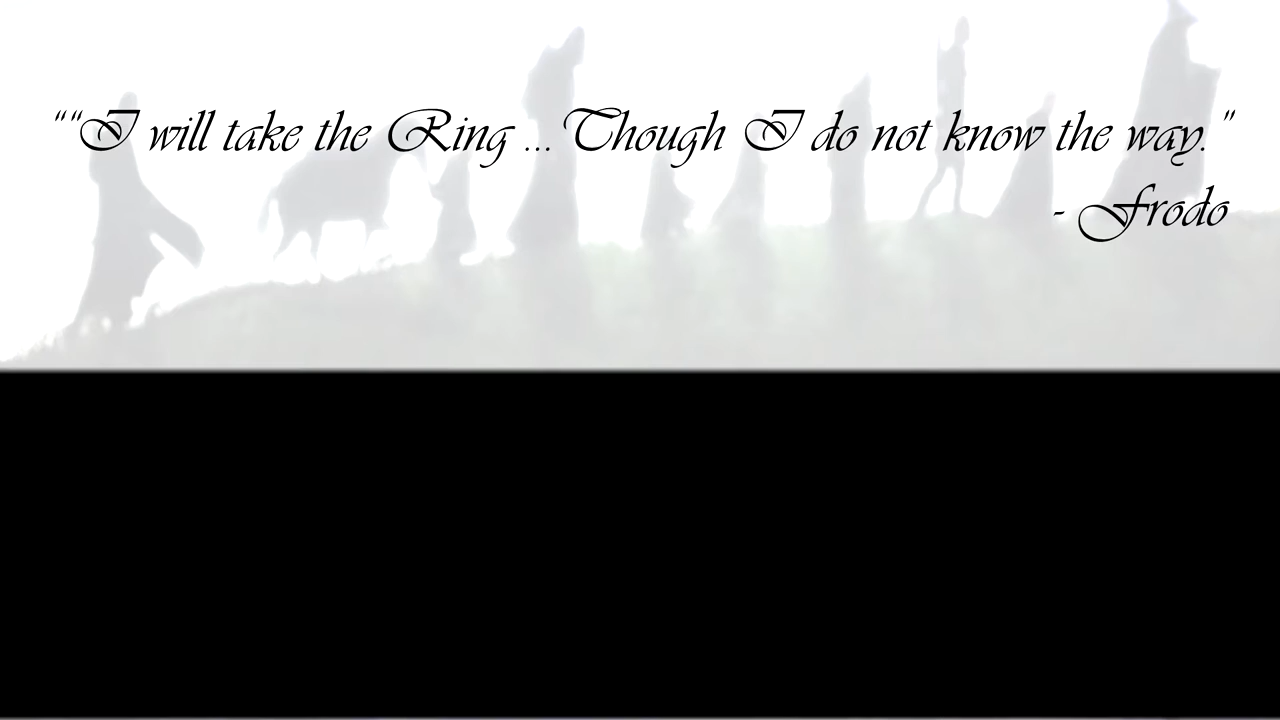 ““I will take the Ring ... Though I do not know the way.”
- Frodo